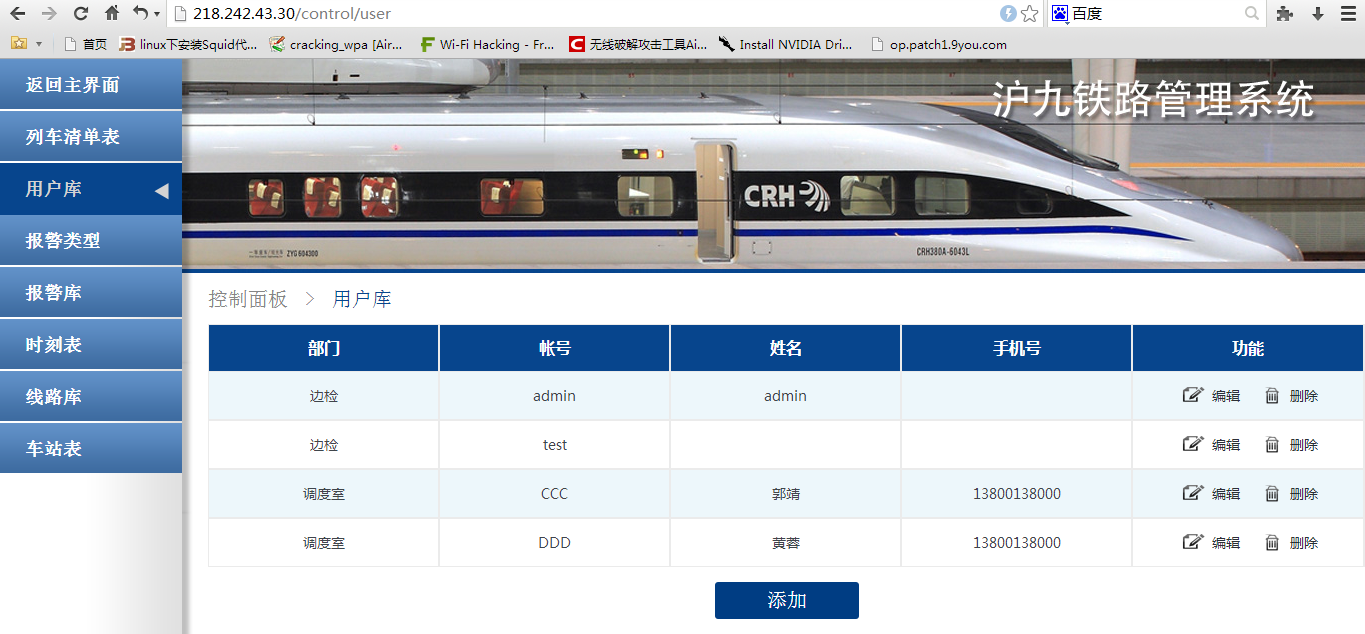 218.242.43.30/control/user
百度
首页
linux下安装Squid代...
cracking_wpa [Air...
Wi-Fi Hacking - Fr...
无线破解攻击工具Ai...
Install NVIDIA Dri...
op.patch1.9you.com
返回主界面
列车清单表
用户库
报警类型
报警库
时刻表
线路库
车站表
沪九铁路管理系统
CRH
ZYG 604300
CRH380A-6043L
控制面板 > 用户库
部门 帐号 姓名 手机号 功能
边检 admin admin 编辑 删除
边检 test 编辑 删除
调度室 CCC 郭靖 13800138000 编辑 删除
调度室 DDD 黄蓉 13800138000 编辑 删除
添加